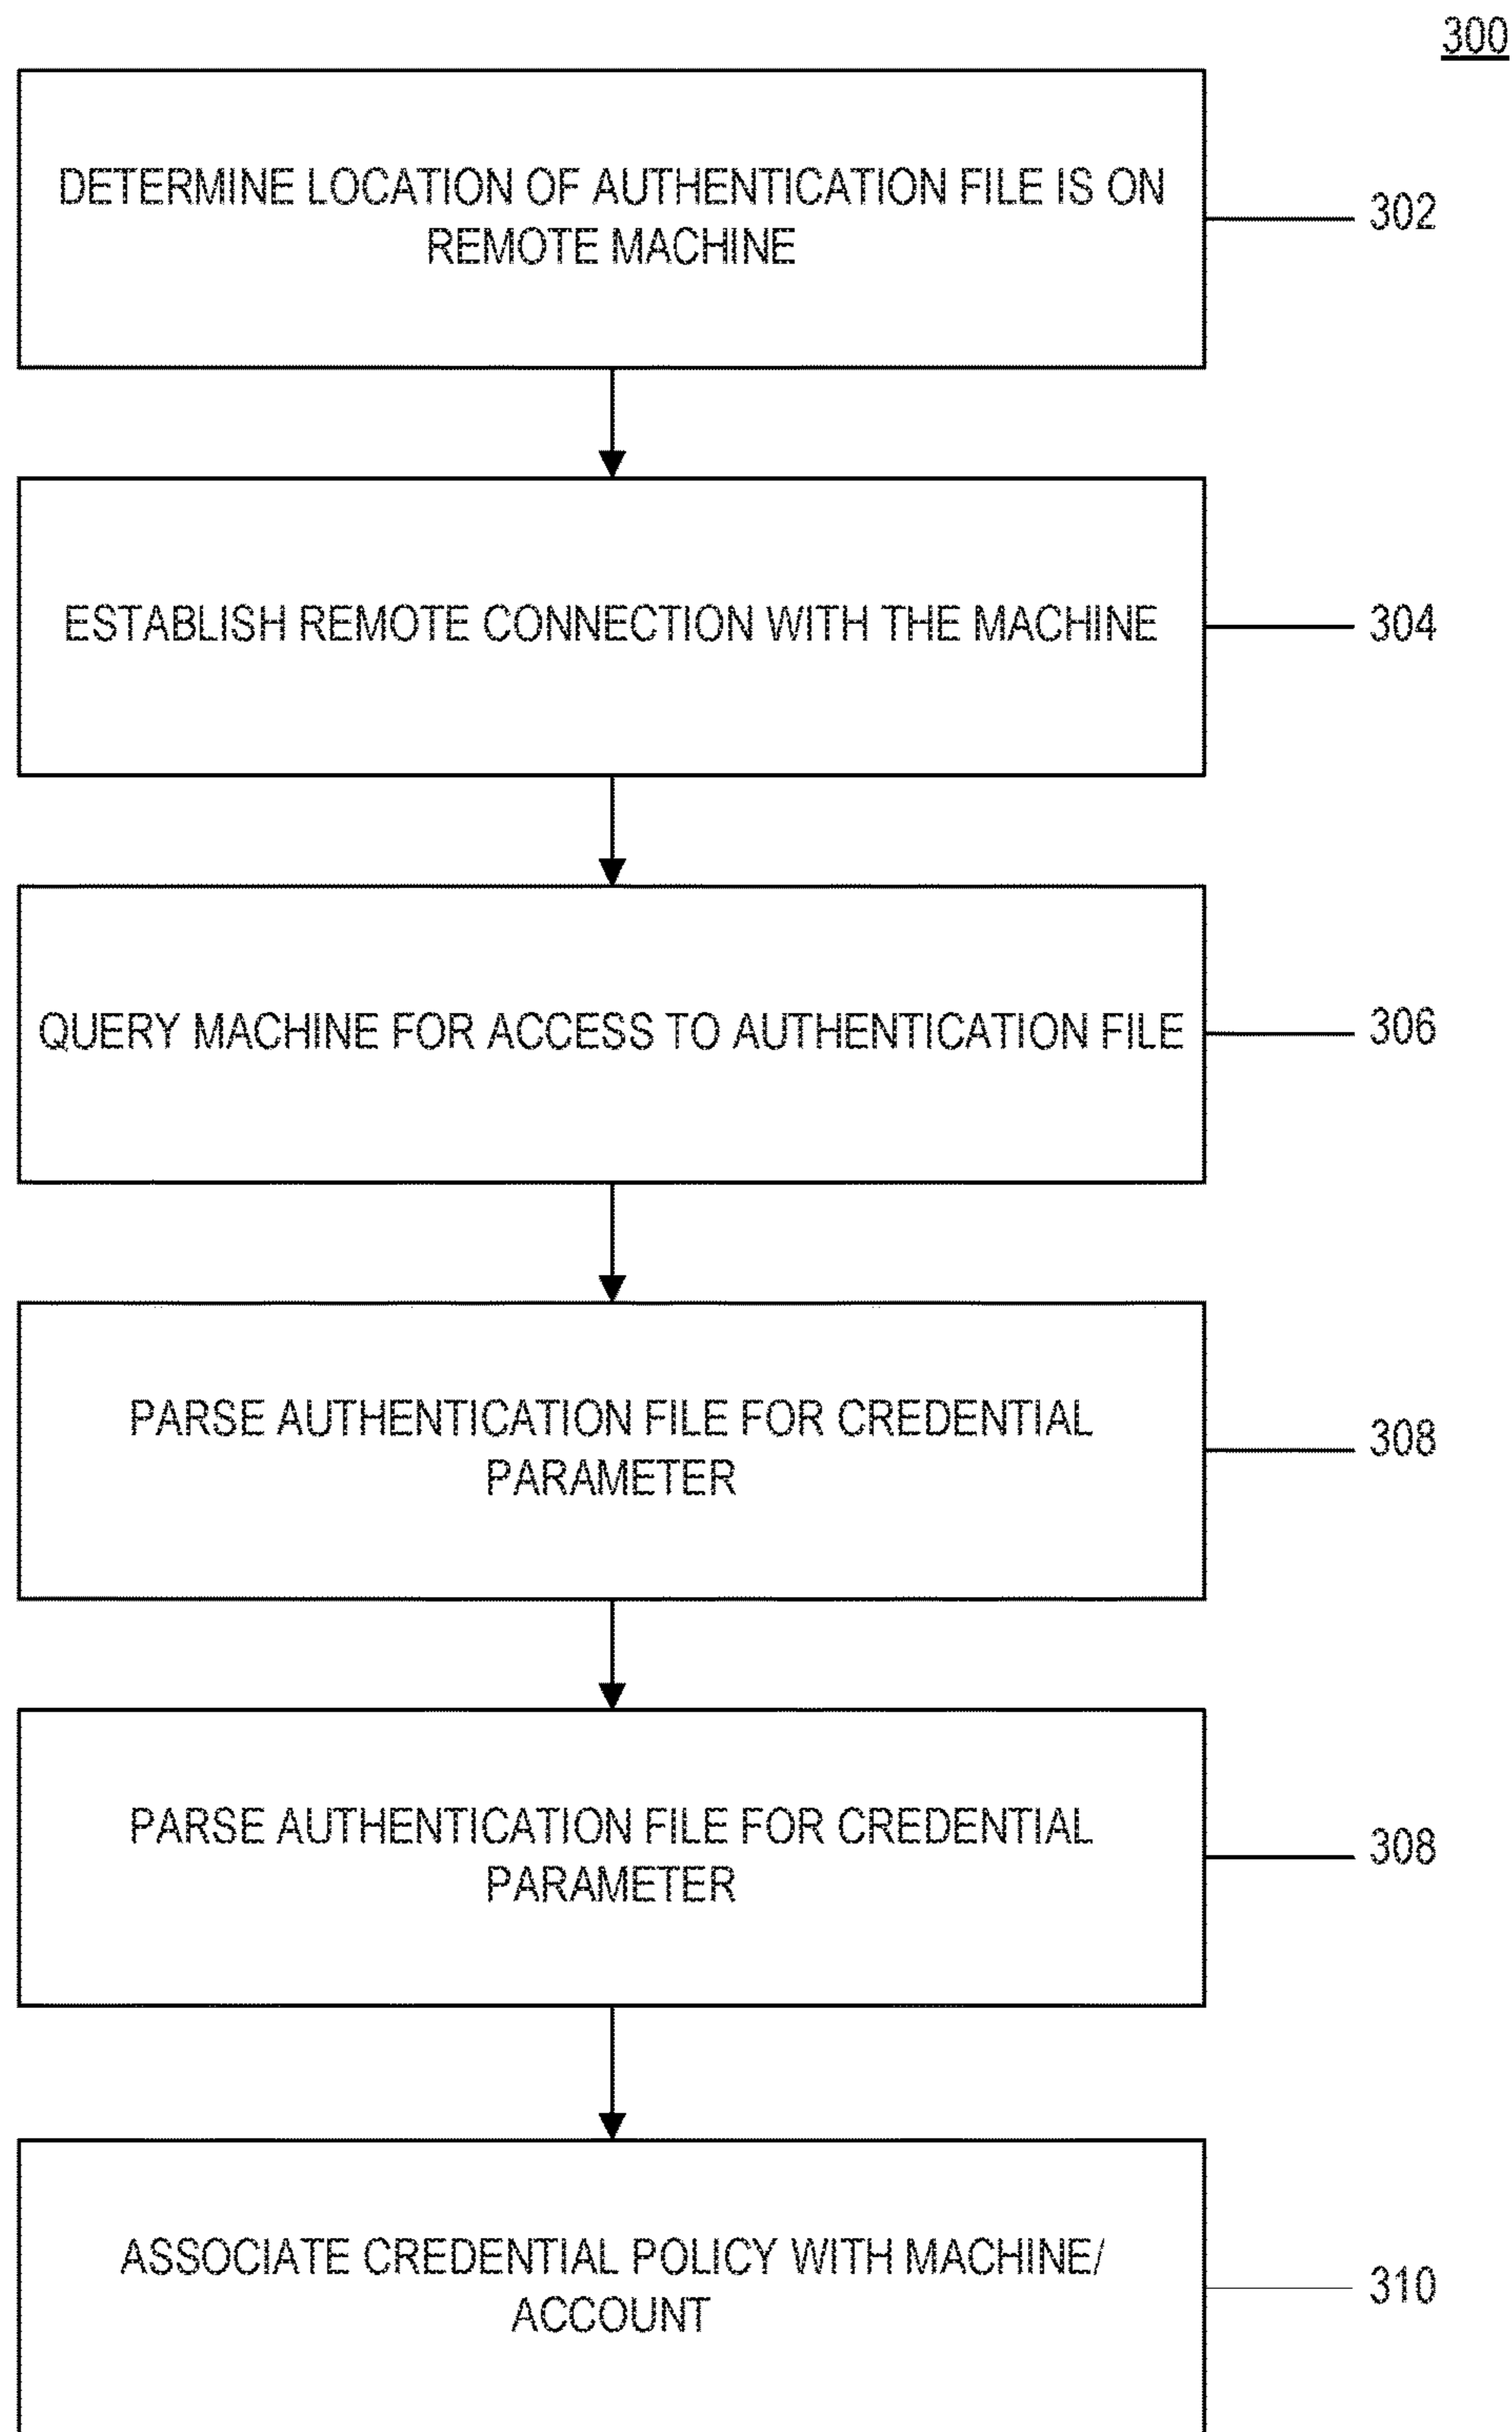 300
DETERMINE LOCATION OF AUTHENTICATION FILE IS ON
REMOTE MACHINE
302
ESTABLISH REMOTE CONNECTION WITH THE MACHINE
304
QUERY MACHINE FOR ACCESS TO AUTHENTICATION FILE
306
PARSE AUTHENTICATION FILE FOR CREDENTIAL
PARAMETER
308
PARSE AUTHENTICATION FILE FOR CREDENTIAL
PARAMETER
308
ASSOCIATE CREDENTIAL POLICY WITH MACHINE/
ACCOUNT
310